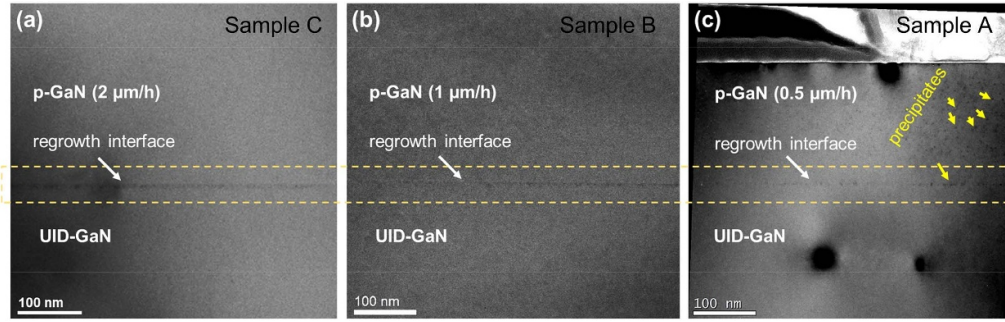 (a)
Sample C
p-GaN (2 µm/h)
regrowth interface
UID-GaN
100 nm
(b)
Sample B
p-GaN (1 µm/h)
regrowth interface
UID-GaN
100 nm
(c)
Sample A
p-GaN (0.5 µm/h)
precipitates
regrowth interface
UID-GaN
100 nm